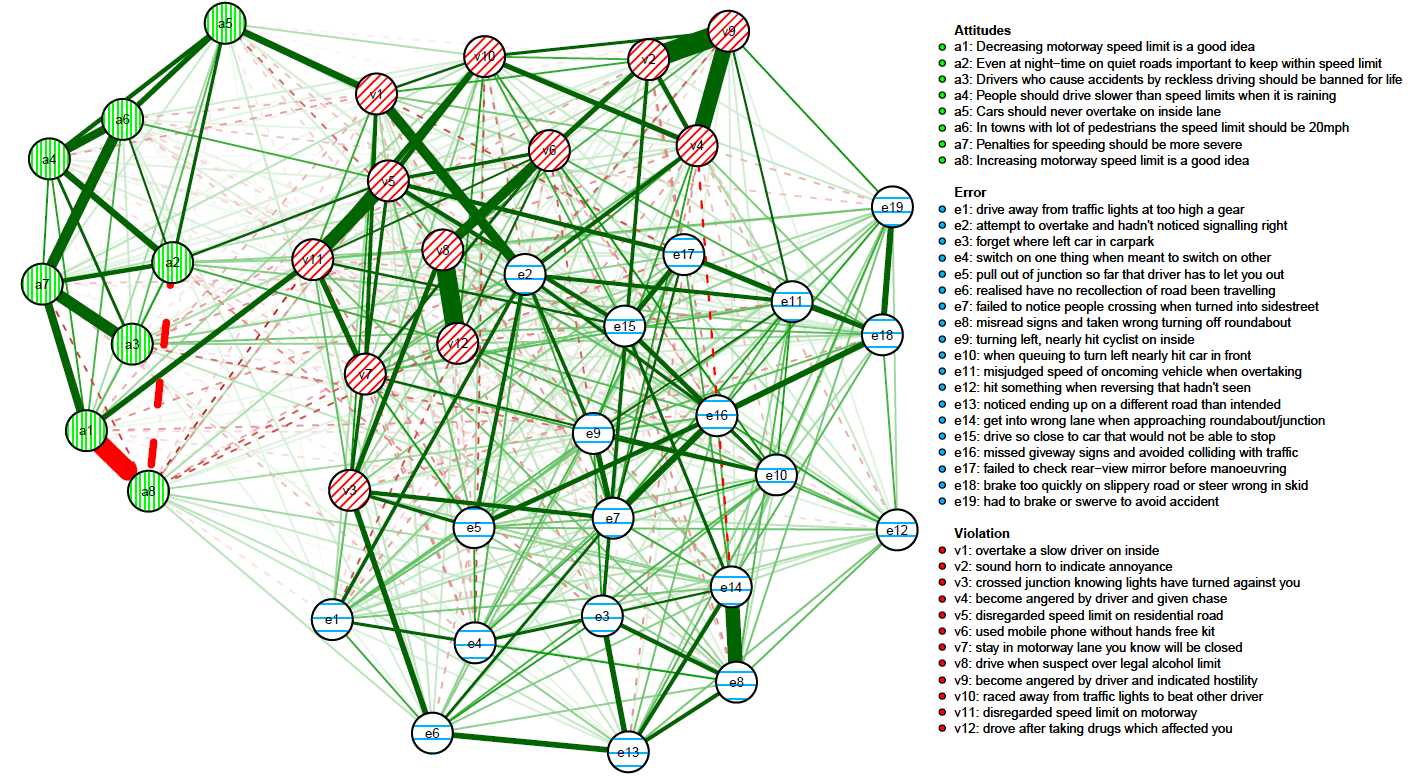 a5
v9
v10
v2
v1
a6
v4
v6
a4
v5
e19
v8
e17
v11
a2
e2
a7
e11
e15
e18
a3
v12
v7
e16
a1
e9
e10
a8
v3
e7
e5
e12
e14
e3
e1
e4
e8
e6
e13
Attitudes
a1: Decreasing motorway speed limit is a good idea
a2: Even at night−time on quiet roads important to keep within speed limit
a3: Drivers who cause accidents by reckless driving should be banned for life
a4: People should drive slower than speed limits when it is raining
a5: Cars should never overtake on inside lane
a6: In towns with lot of pedestrians the speed limit should be 20mph
a7: Penalties for speeding should be more severe
a8: Increasing motorway speed limit is a good idea
Error
e1: drive away from traffic lights at too high a gear
e2: attempt to overtake and hadn't noticed signalling right
e3: forget where left car in carpark
e4: switch on one thing when meant to switch on other
e5: pull out of junction so far that driver has to let you out
e6: realised have no recollection of road been travelling
e7: failed to notice people crossing when turned into sidestreet
e8: misread signs and taken wrong turning off roundabout
e9: turning left, nearly hit cyclist on inside
e10: when queuing to turn left nearly hit car in front
e11: misjudged speed of oncoming vehicle when overtaking
e12: hit something when reversing that hadn't seen
e13: noticed ending up on a different road than intended
e14: get into wrong lane when approaching roundabout/junction
e15: drive so close to car that would not be able to stop
e16: missed giveway signs and avoided colliding with traffic
e17: failed to check rear−view mirror before manoeuvring
e18: brake too quickly on slippery road or steer wrong in skid
e19: had to brake or swerve to avoid accident
Violation
v1: overtake a slow driver on inside
v2: sound horn to indicate annoyance
v3: crossed junction knowing lights have turned against you
v4: become angered by driver and given chase
v5: disregarded speed limit on residential road
v6: used mobile phone without hands free kit
v7: stay in motorway lane you know will be closed
v8: drive when suspect over legal alcohol limit
v9: become angered by driver and indicated hostility
v10: raced away from traffic lights to beat other driver
v11: disregarded speed limit on motorway
v12: drove after taking drugs which affected you